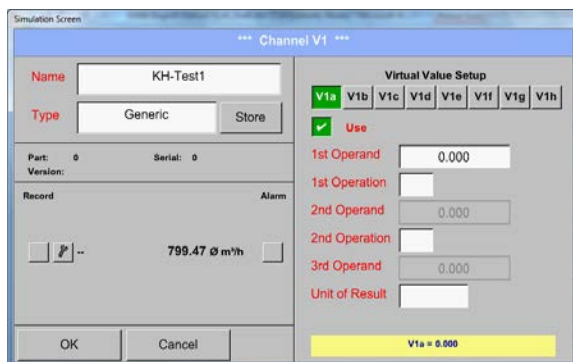 Simulation Screen
*** Channel V1 ***
Name KH-Test1
Type Generic Store
Part: 0 Serial: 0
Version:
Record Alarm
-- 799.47 Ø m³/h
OK Cancel
Virtual Value Setup
V1a V1b V1c V1d V1e V1f V1g V1h
Use
1st Operand 0.000
1st Operation
2nd Operand 0.000
2nd Operation
3rd Operand 0.000
Unit of Result
V1a = 0.000